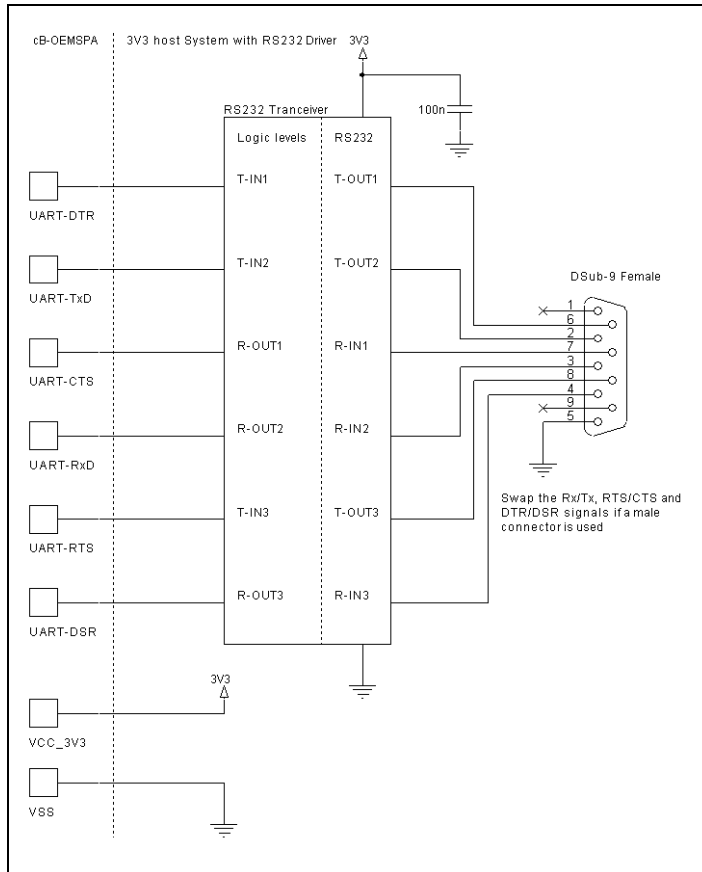 cB-OEMSPA
3V3 host System with RS232 Driver
3V3
100n
RS232 Tranceiver
Logic levels
RS232
T-IN1
T-OUT1
UART-DTR
T-IN2
T-OUT2
UART-TxD
R-OUT1
R-IN1
UART-CTS
R-OUT2
R-IN2
UART-RxD
T-IN3
T-OUT3
UART-RTS
R-OUT3
R-IN3
UART-DSR
DSub-9 Female
1
6
2
7
3
8
4
9
5
Swap the Rx/Tx, RTS/CTS and
DTR/DSR signals if a male
connector is used
3V3
VCC_3V3
VSS